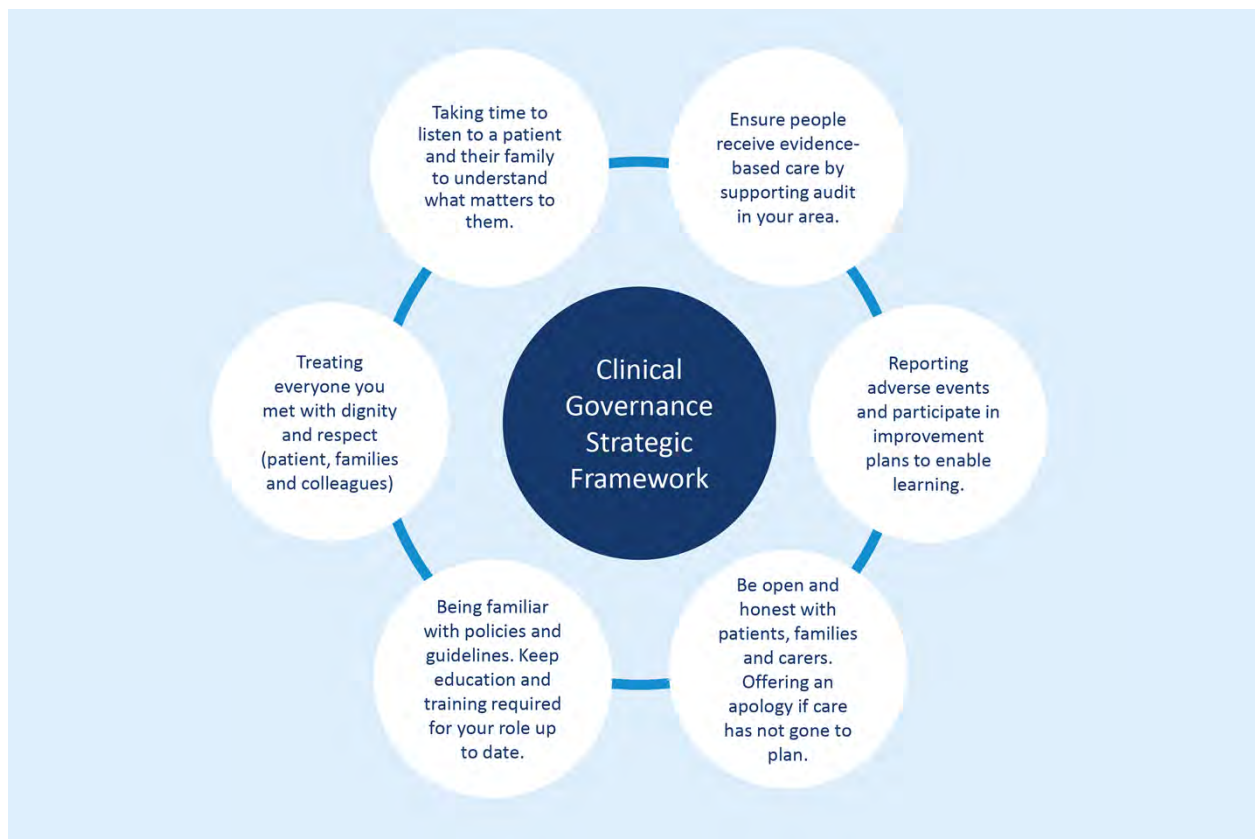 Taking time to
listen to a patient
and their family
to understand
what matters to
them.
Ensure people
receive evidence-
based care by
supporting audit
in your area.
Treating
everyone you
met with dignity
and respect
(patient, families
and colleagues)
Clinical
Governance
Strategic
Framework
Reporting
adverse events
and participate in
improvement
plans to enable
learning.
Being familiar
with policies and
guidelines. Keep
education and
training required
for your role up
to date.
Be open and
honest with
patients, families
and carers.
Offering an
apology if care
has not gone to
plan.